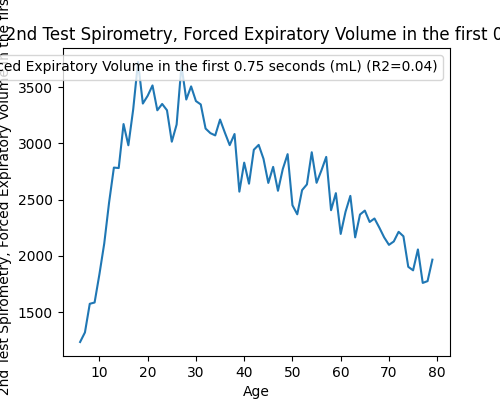 2nd Test Spirometry, Forced Expiratory Volume in the first 0
ced Expiratory Volume in the first 0.75 seconds (mL) (R2=0.04)
2nd Test Spirometry, Forced Expiratory Volume in the firs
3500
3000
2500
2000
1500
10 20 30 40 50 60 70 80
Age